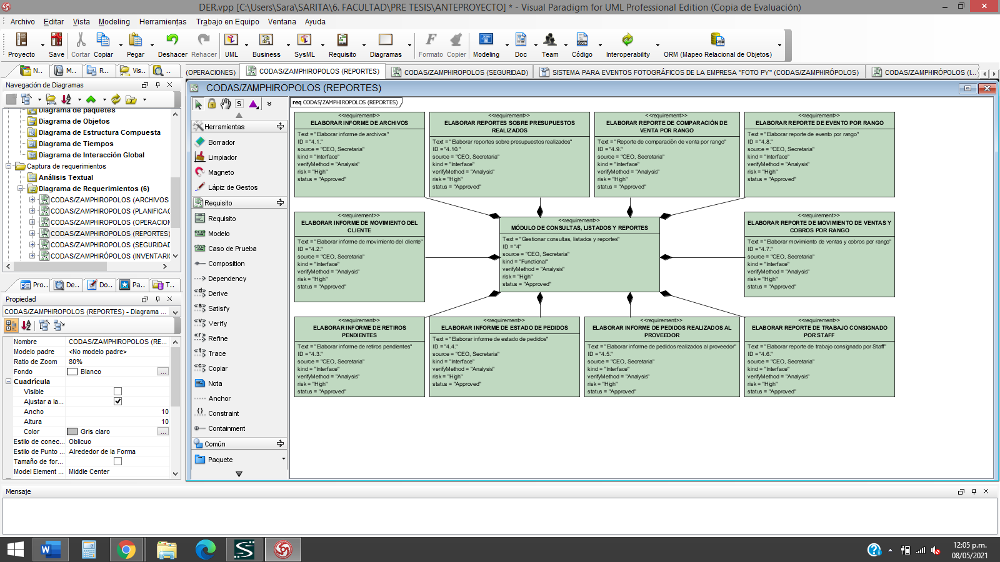 DER.vpp [C:\Users\Sara\SARITA\6. FACULTAD\PRE TESIS\ANTEPROYECTO] * - Visual Paradigm for UML Professional Edition (Copia de Evaluación)
Archivo Editar Vista Modeling Herramientas Trabajo en Equipo Ventana Ayuda
Proyecto Save Cortar Copiar Pegar Deshacer Rehacer UML Business SysML Requisito Diagramas Formato Copier Modeling Doc Team Código Interoperability ORM (Mapeo Relacional de Objetos)
N.. M.. R.. Vis.. ..
(OPERACIONES) CODAS/ZAMPHIROPOLOS (REPORTES) CODAS/ZAMPHIROPOLOS (SEGURIDAD) SISTEMA PARA EVENTOS FOTOGRÁFICOS DE LA EMPRESA "FOTO PY" (CODAS/ZAMPHIRÓPOLOS) CODAS/ZAMPHIRÓPOLOS (I...
Navegación de Diagramas
Diagrama de paquetes
Diagrama de Objetos
Diagrama de Estructura Compuesta
Diagrama de Tiempos
Diagrama de Interacción Global
Captura de requerimientos
Análisis Textual
Diagrama de Requerimientos (6)
CODAS/ZAMPHIROPOLOS (ARCHIVOS
CODAS/ZAMPHIROPOLOS (PLANIFICAC
CODAS/ZAMPHIROPOLOS (OPERACION
CODAS/ZAMPHIROPOLOS (REPORTES)
CODAS/ZAMPHIROPOLOS (SEGURIDAD
CODAS/ZAMPHIRÓPOLOS (INVENTARIO
Pro.. De.. Do.. Pa.. T..
Propiedad
CODAS/ZAMPHIROPOLOS (REPORTES) - Diagrama ...
Nombre CODAS/ZAMPHIROPOLOS (RE...
Modelo padre <No modelo padre>
Ratio de Zoom 80%
Fondo Blanco ...
Cuadrícula
Visible
Ajustar a la...
Ancho 10
Altura 10
Color Gris claro ...
Estilo de conec... Oblicuo
Estilo de Punto ... Alrededor de la Forma
Tamaño de for...
Model Element ... Middle Center
CODAS/ZAMPHIROPOLOS (REPORTES)
S
Herramientas
Borrador
Limpiador
Magneto
Lápiz de Gestos
Requisito
Requisito
Modelo
Caso de Prueba
Composition
Dependency
Derive
Satisfy
Verify
Refine
Trace
Copiar
Nota
Anchor
Constraint
Containment
Común
Paquete
req CODAS/ZAMPHIROPOLOS (REPORTES)
<<requirement>>
ELABORAR INFORME DE ARCHIVOS
Text = "Elaborar informe de archivos"
ID = "4.1."
source = "CEO, Secretaria"
kind = "Interface"
verifyMethod = "Analysis"
risk = "High"
status = "Approved"
<<requirement>>
ELABORAR REPORTES SOBRE PRESUPUESTOS
REALIZADOS
Text = "Elaborar reportes sobre presupuestos realizados"
ID = "4.10."
source = "CEO, Secretaria"
kind = "Interface"
verifyMethod = "Analysis"
risk = "High"
status = "Approved"
<<requirement>>
ELABORAR REPORTE DE COMPARACIÓN DE
VENTA POR RANGO
Text = "Reporte de comparación de venta por rango"
ID = "4.9."
source = "CEO, Secretaria"
kind = "Interface"
verifyMethod = "Analysis"
risk = "High"
status = "Approved"
<<requirement>>
ELABORAR REPORTE DE EVENTO POR RANGO
Text = "Elaborar reporte de evento por rango"
ID = "4.8."
source = "CEO, Secretaria"
kind = "Interface"
verifyMethod = "Analysis"
risk = "High"
status = "Approved"
<<requirement>>
ELABORAR INFORME DE MOVIMIENTO DEL
CLIENTE
Text = "Elaborar informe de movimiento del cliente"
ID = "4.2."
source = "CEO, Secretaria"
kind = "Interface"
verifyMethod = "Analysis"
risk = "High"
status = "Approved"
<<requirement>>
MÓDULO DE CONSULTAS, LISTADOS Y REPORTES
Text = "Gestionar consultas, listados y reportes"
ID = "4"
source = "CEO, Secretaria"
kind = "Functional"
verifyMethod = "Analysis"
risk = "High"
status = "Approved"
<<requirement>>
ELABORAR REPORTE DE MOVIMIENTO DE VENTAS Y
COBROS POR RANGO
Text = "Elaborar movimiento de ventas y cobros por rango"
ID = "4.7."
source = "CEO, Secretaria"
kind = "Interface"
verifyMethod = "Analysis"
risk = "High"
status = "Approved"
<<requirement>>
ELABORAR INFORME DE RETIROS
PENDIENTES
Text = "Elaborar informe de retiros pendientes"
ID = "4.3."
source = "CEO, Secretaria"
kind = "Interface"
verifyMethod = "Analysis"
risk = "High"
status = "Approved"
<<requirement>>
ELABORAR INFORME DE ESTADO DE PEDIDOS
Text = "Elaborar informe de estado de pedidos"
ID = "4.4."
source = "CEO, Secretaria"
kind = "Interface"
verifyMethod = "Analysis"
risk = "High"
status = "Approved"
<<requirement>>
ELABORAR INFORME DE PEDIDOS REALIZADOS AL
PROVEEDOR
Text = "Elaborar informe de pedidos realizados al proveedor"
ID = "4.5."
source = "CEO, Secretaria"
kind = "Interface"
verifyMethod = "Analysis"
risk = "High"
status = "Approved"
<<requirement>>
ELABORAR REPORTE DE TRABAJO CONSIGNADO
POR STAFF
Text = "Elaborar reporte de trabajo consignado por Staff"
ID = "4.6."
source = "CEO, Secretaria"
kind = "Interface"
verifyMethod = "Analysis"
risk = "High"
status = "Approved"
Mensaje
12:05 p.m.
08/05/2021